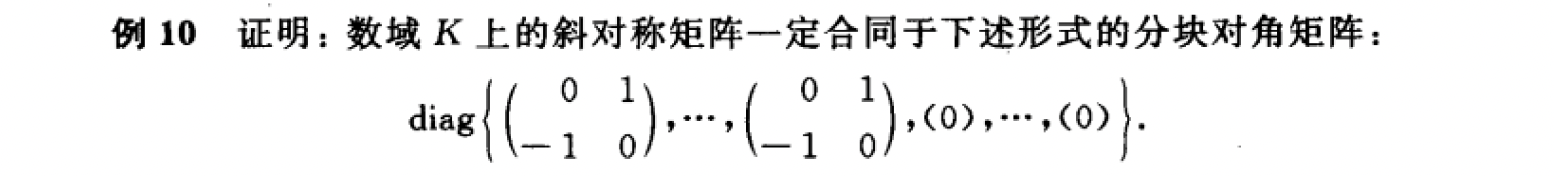 例 10 证明:数域 K 上的斜对称矩阵一定合同于下述形式的分块对角矩阵:
diag{(0 1
-1 0),…,(0 1
-1 0),(0),…,(0)}.